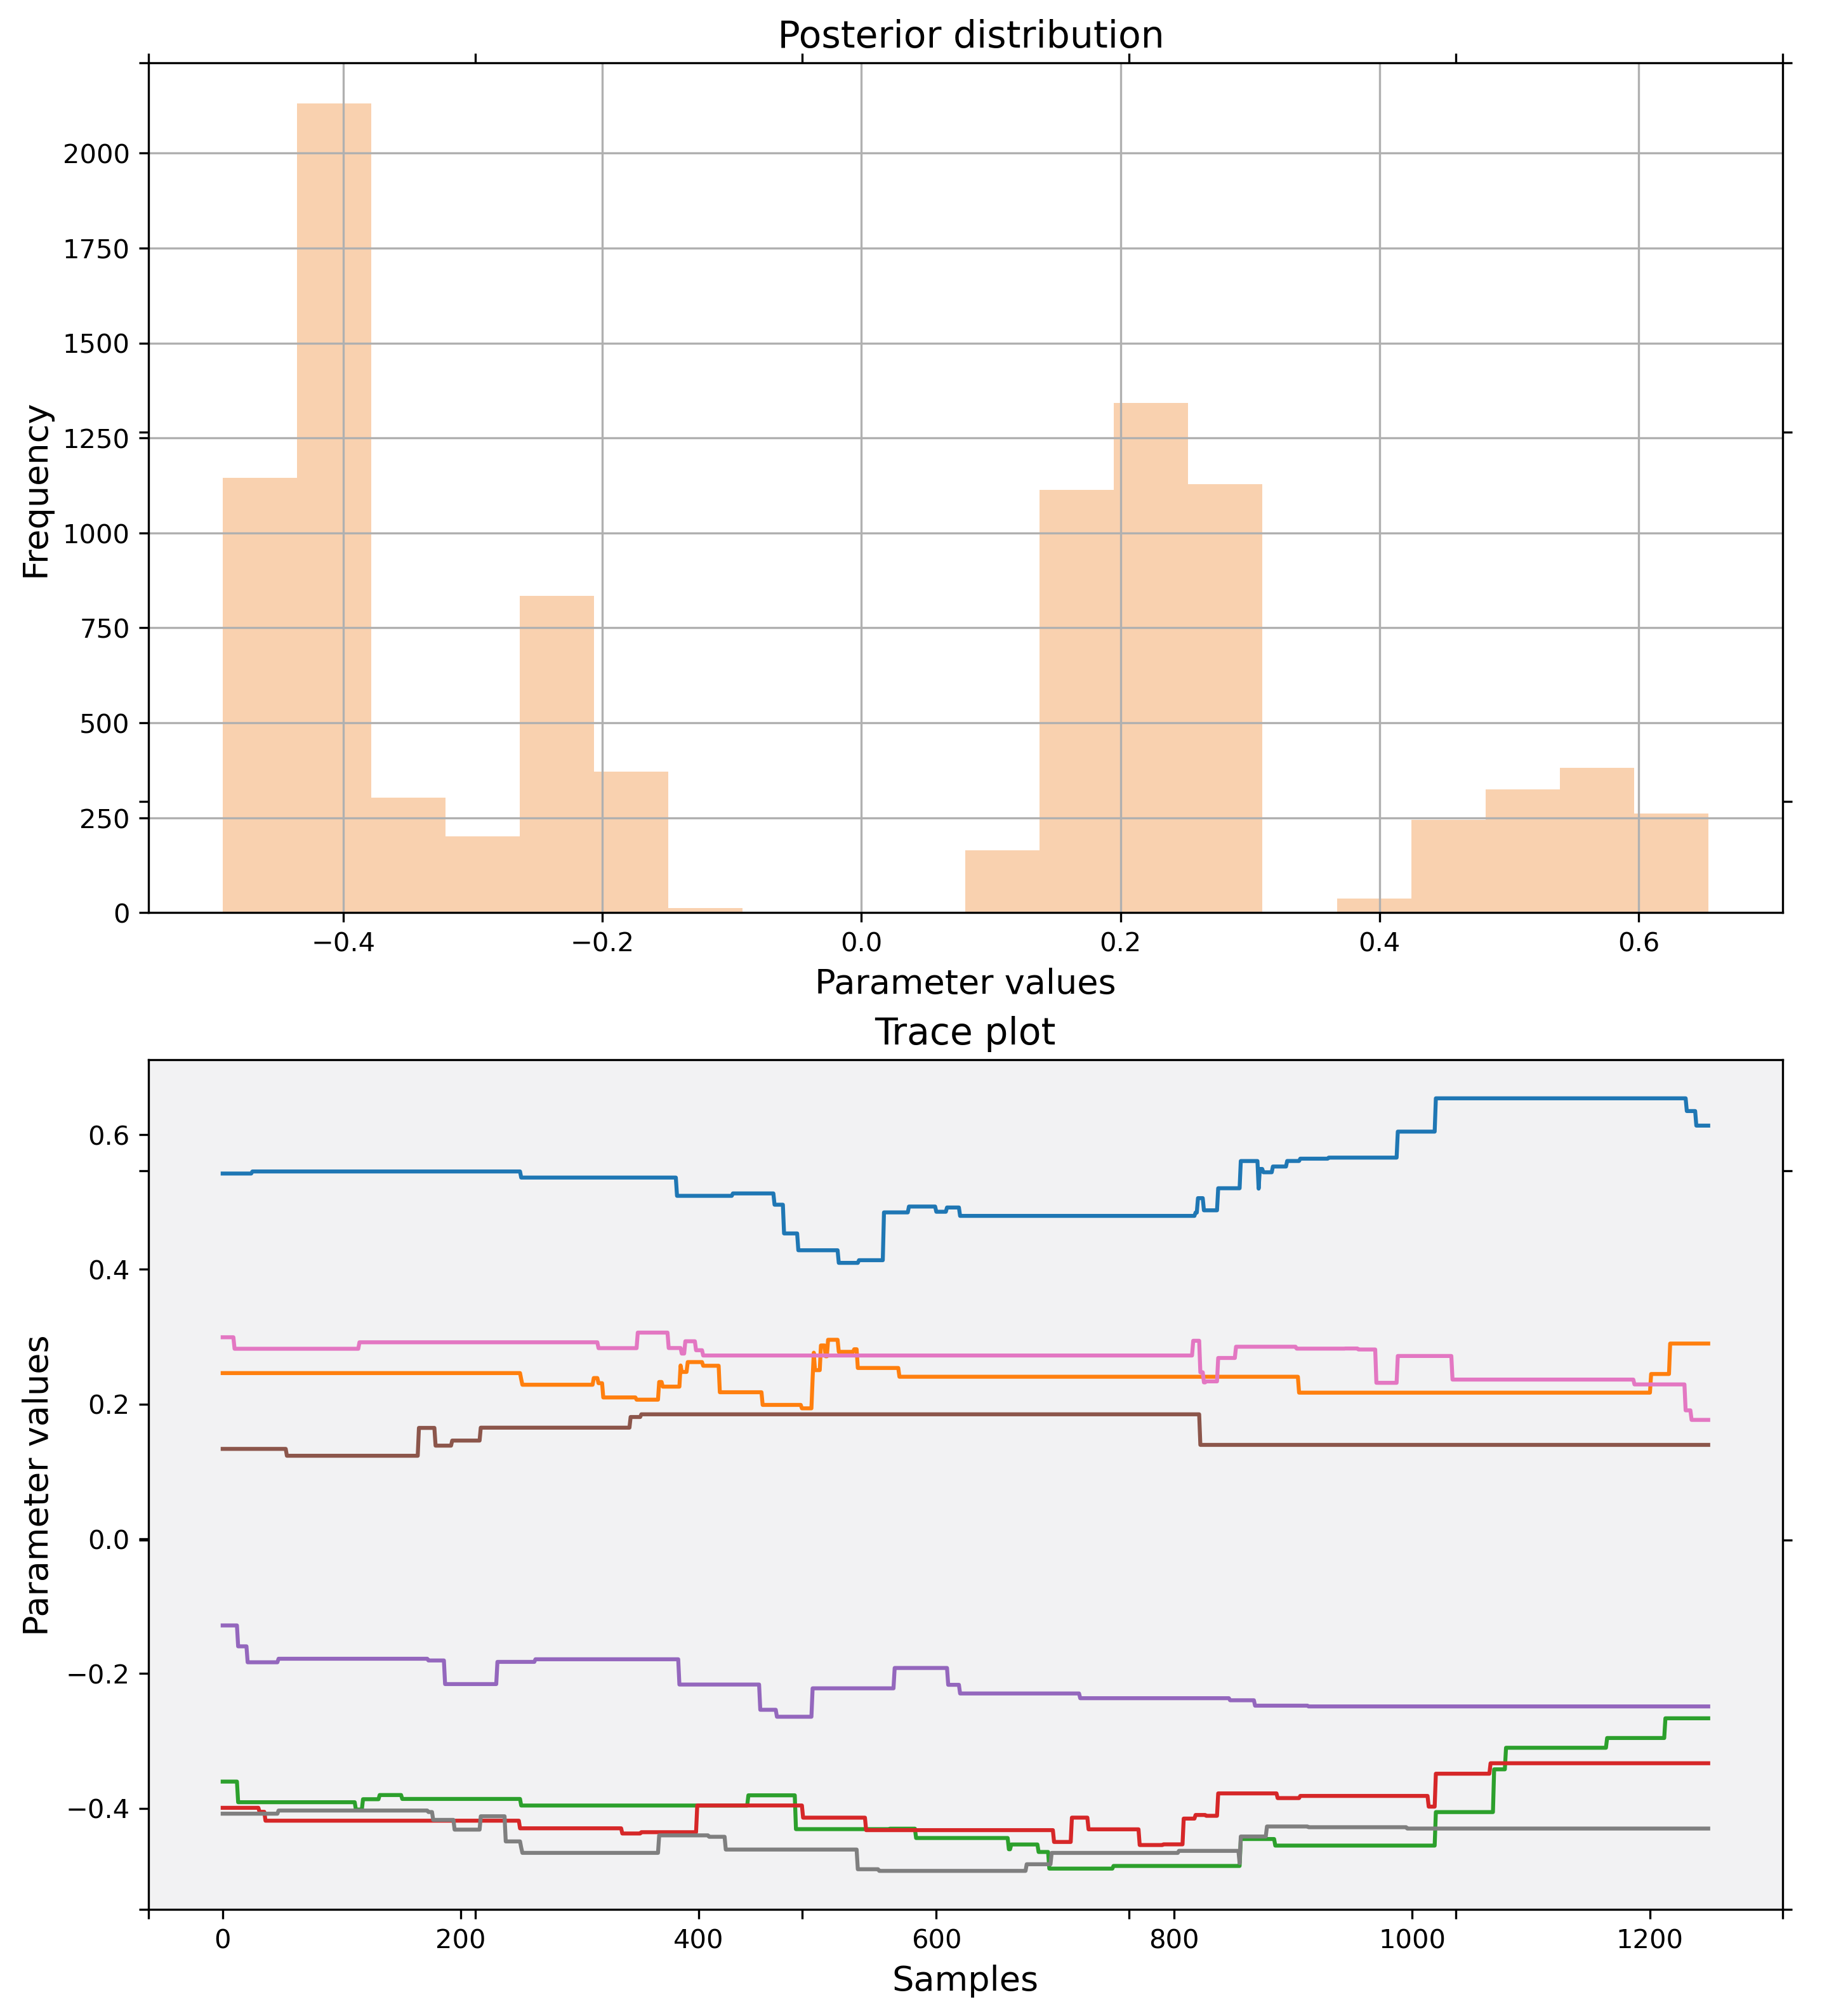 Posterior distribution
Frequency
2000
1750
1500
1250
1000
750
500
250
0
−0.4 −0.2 0.0 0.2 0.4 0.6
Parameter values
Trace plot
Parameter values
0.6
0.4
0.2
0.0
−0.2
−0.4
0 200 400 600 800 1000 1200
Samples